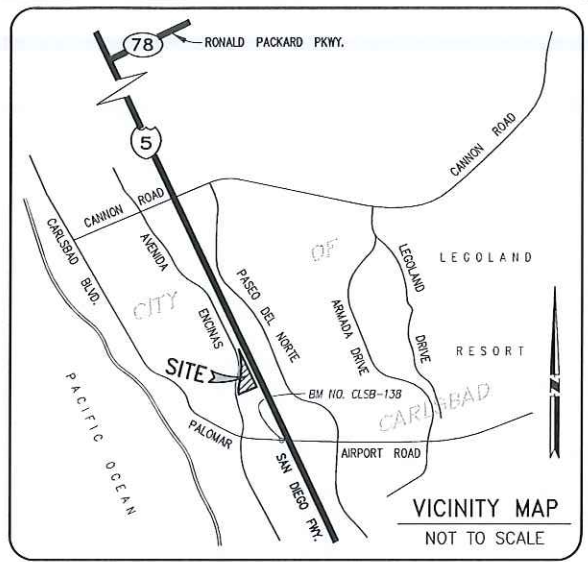 78
RONALD PACKARD PKWY.
5
CANNON ROAD
CANNON ROAD
CARLSBAD BLVD.
AVENIDA ENCINAS
PASEO DEL NORTE
ARMADA DRIVE
LEGOLAND DRIVE
LEGOLAND
RESORT
CITY
OF
CARLSBAD
SITE
BM NO. CLSB-138
PACIFIC OCEAN
PALOMAR
AIRPORT ROAD
SAN DIEGO FWY.
N
VICINITY MAP
NOT TO SCALE